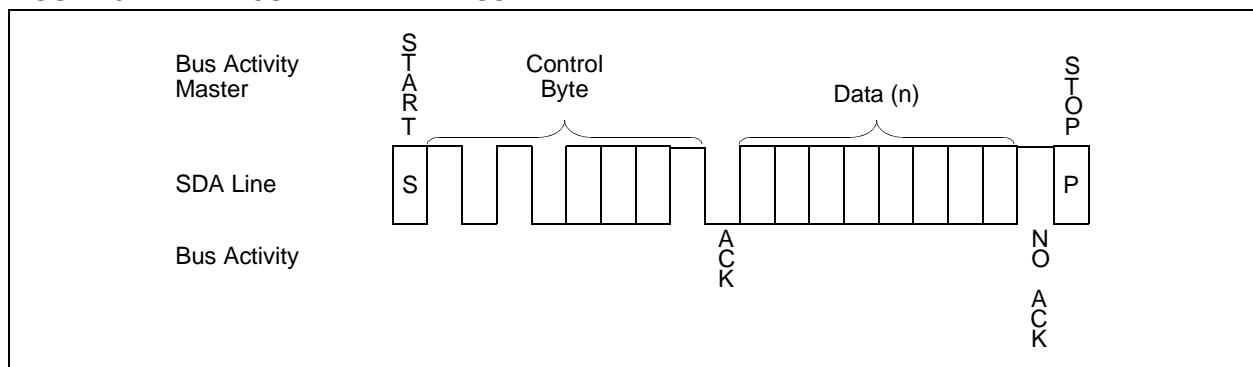 Bus Activity
Master
START
Control
Byte
Data (n)
STOP
SDA Line
S
P
Bus Activity
ACK
NO ACK